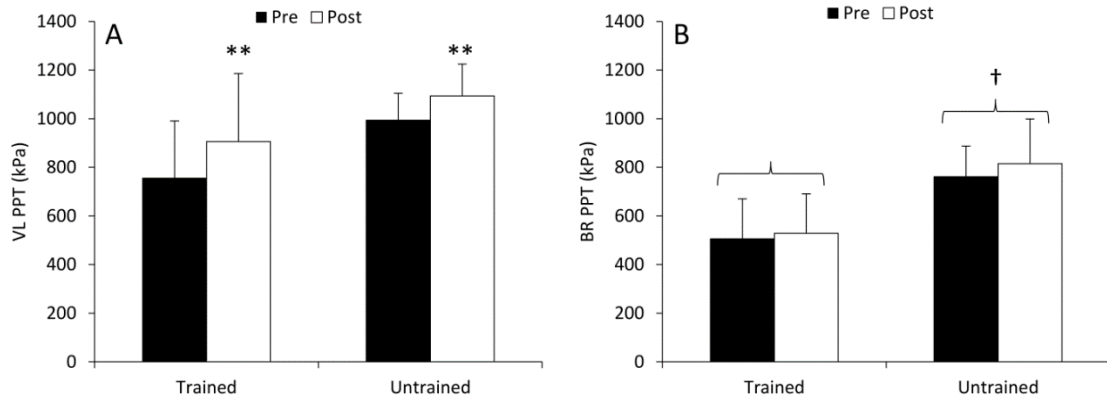 A
Pre Post
VL PPT (kPa)
1400
1200
1000
800
600
400
200
0
** **
Trained Untrained
B
Pre Post
BR PPT (kPa)
1400
1200
1000
800
600
400
200
0
†
Trained Untrained